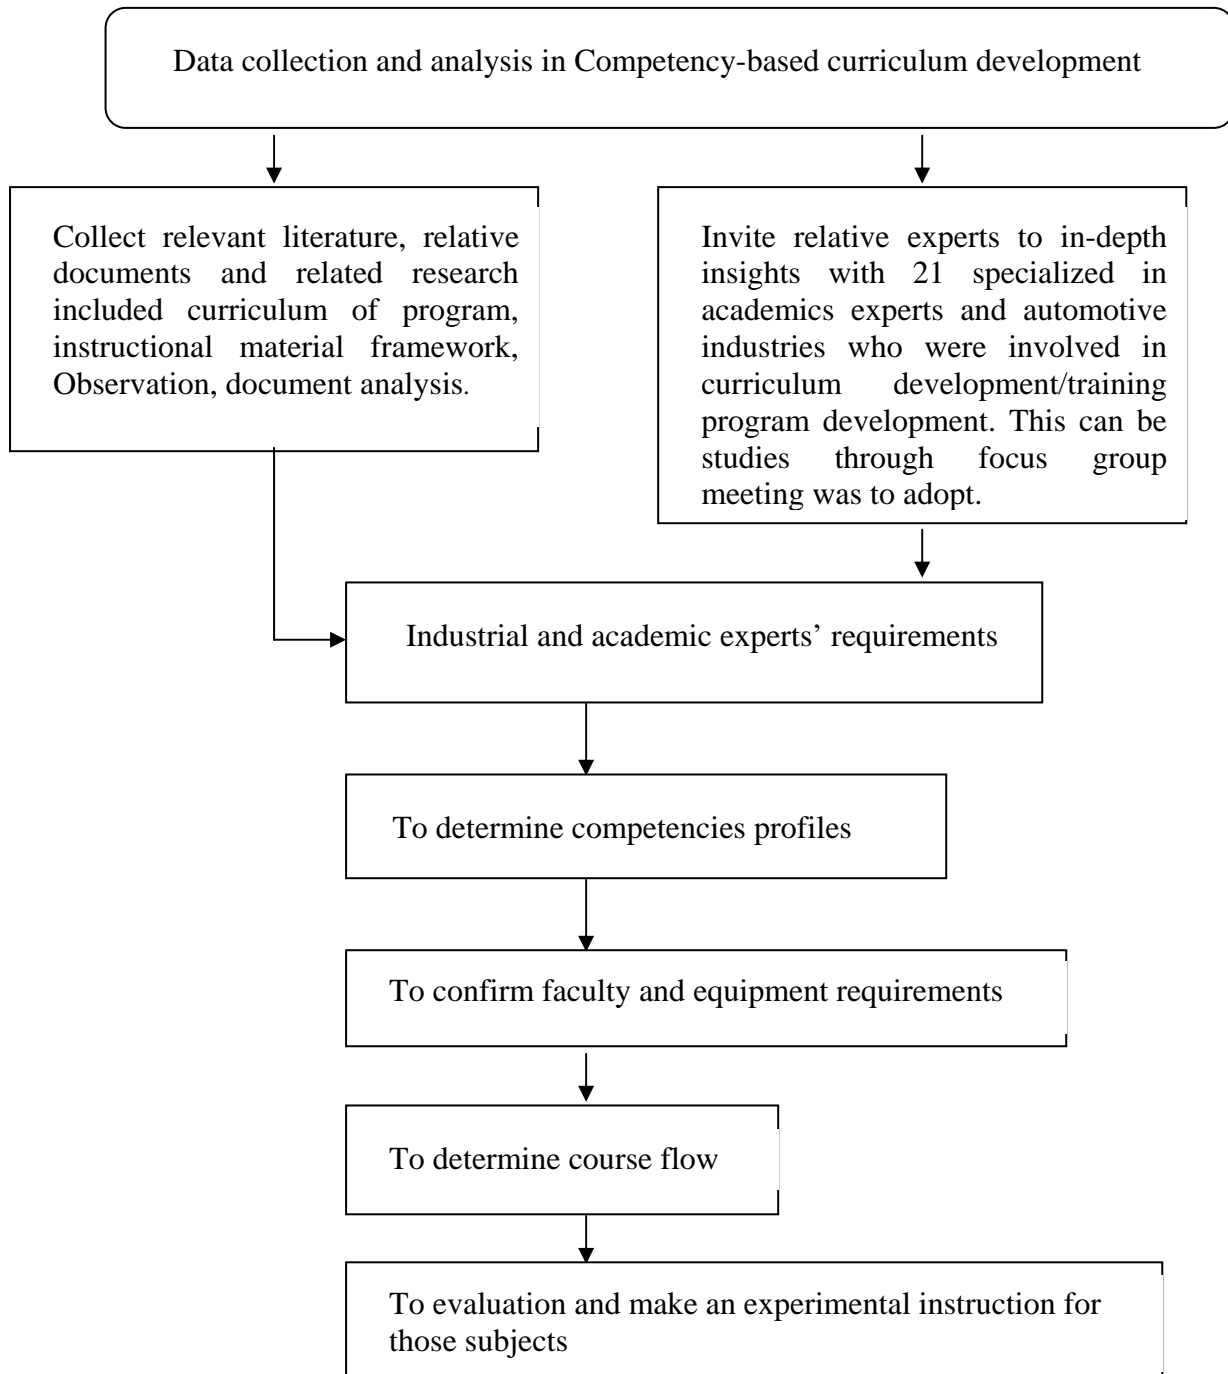 Data collection and analysis in Competency-based curriculum development
Collect relevant literature, relative
documents and related research
included curriculum of program,
instructional material framework,
Observation, document analysis.
Invite relative experts to in-depth
insights with 21 specialized in
academics experts and automotive
industries who were involved in
curriculum development/training
program development. This can be
studies through focus group
meeting was to adopt.
Industrial and academic experts’ requirements
To determine competencies profiles
To confirm faculty and equipment requirements
To determine course flow
To evaluation and make an experimental instruction for
those subjects